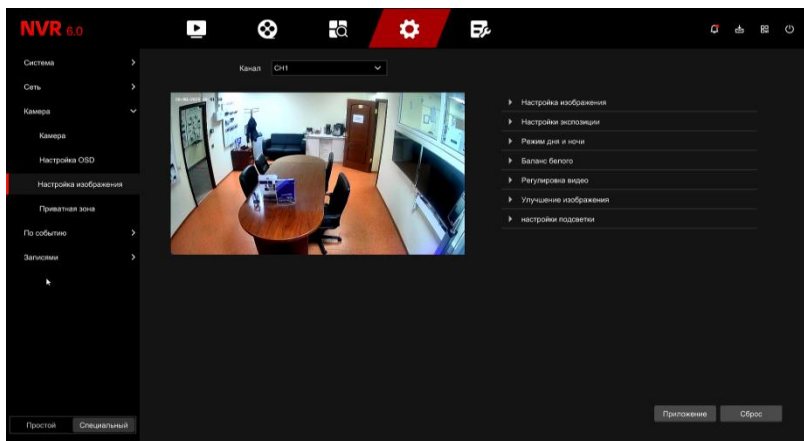 NVR 6.0
Система
Сеть
Камера
Камера
Настройка OSD
Настройка изображения
Приватная зона
По событию
Записями
Простой
Специальный
Канал
CH1
Настройка изображения
Настройки экспозиции
Режим дня и ночи
Баланс белого
Регулировка видео
Улучшение изображения
настройки подсветки
Приложение
Сброс